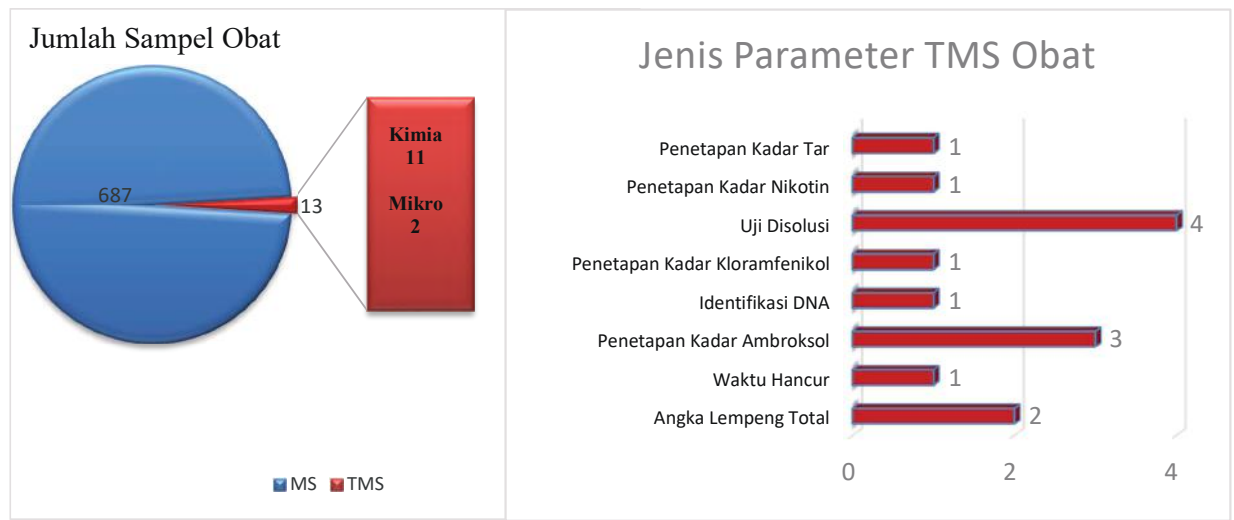 Jumlah Sampel Obat
687
13
Kimia
11
Mikro
2
MS TMS
Jenis Parameter TMS Obat
Penetapan Kadar Tar 1
Penetapan Kadar Nikotin 1
Uji Disolusi 4
Penetapan Kadar Kloramfenikol 1
Identifikasi DNA 1
Penetapan Kadar Ambroksol 3
Waktu Hancur 1
Angka Lempeng Total 2
0 2 4